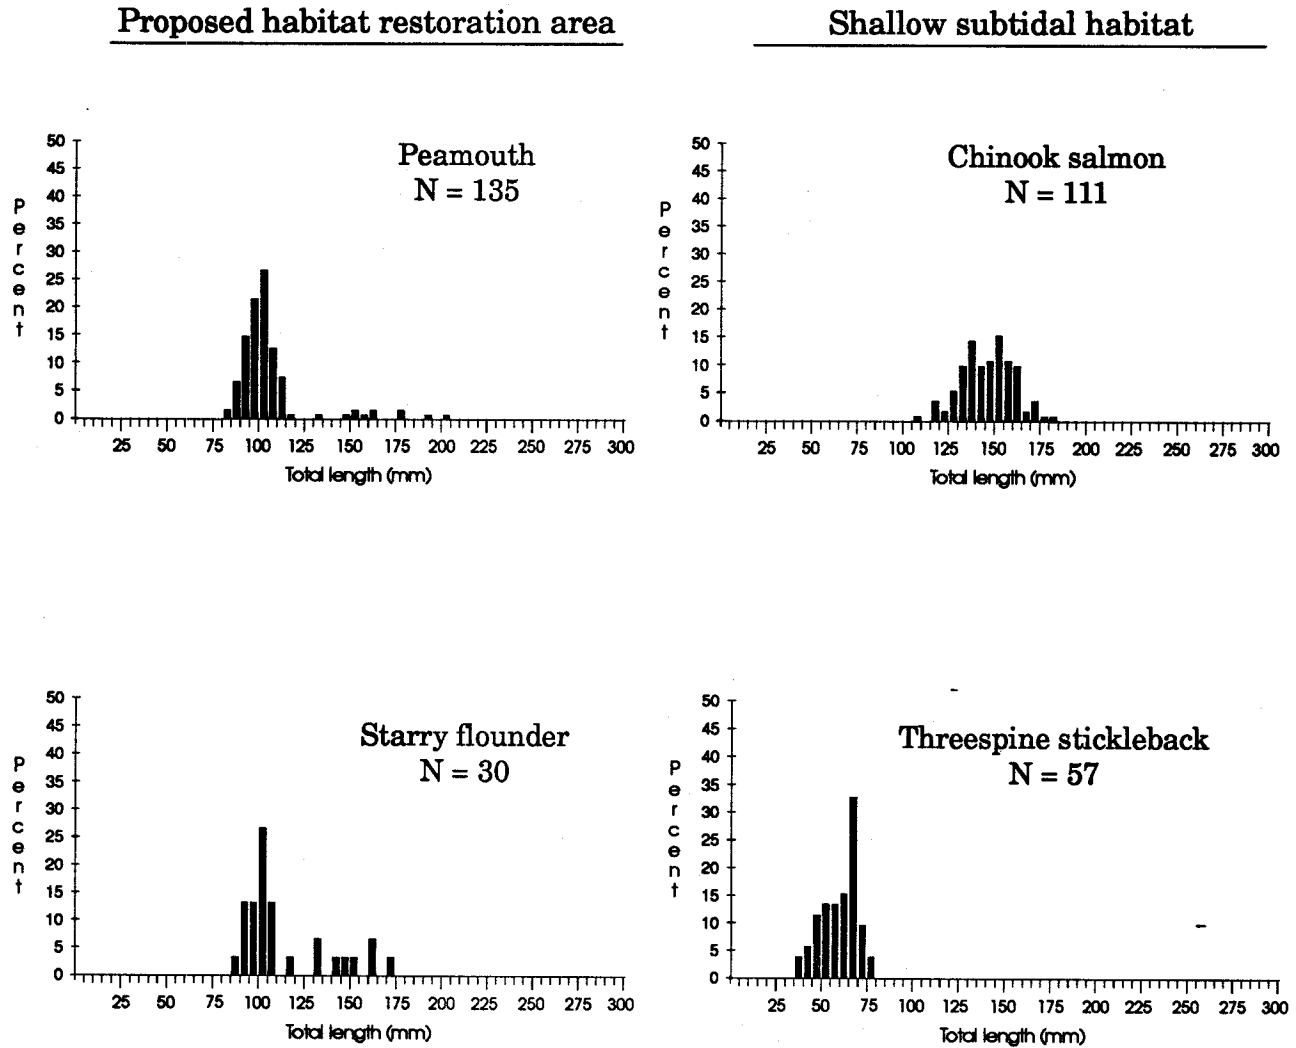 Proposed habitat restoration area
Shallow subtidal habitat
Peamouth
N = 135
Percent
50
45
40
35
30
25
20
15
10
5
0
25 50 75 100 125 150 175 200 225 250 275 300
Total length (mm)
Chinook salmon
N = 111
Percent
50
45
40
35
30
25
20
15
10
5
0
25 50 75 100 125 150 175 200 225 250 275 300
Total length (mm)
Starry flounder
N = 30
Percent
50
45
40
35
30
25
20
15
10
5
0
25 50 75 100 125 150 175 200 225 250 275 300
Total length (mm)
Threespine stickleback
N = 57
Percent
50
45
40
35
30
25
20
15
10
5
0
25 50 75 100 125 150 175 200 225 250 275 300
Total length (mm)